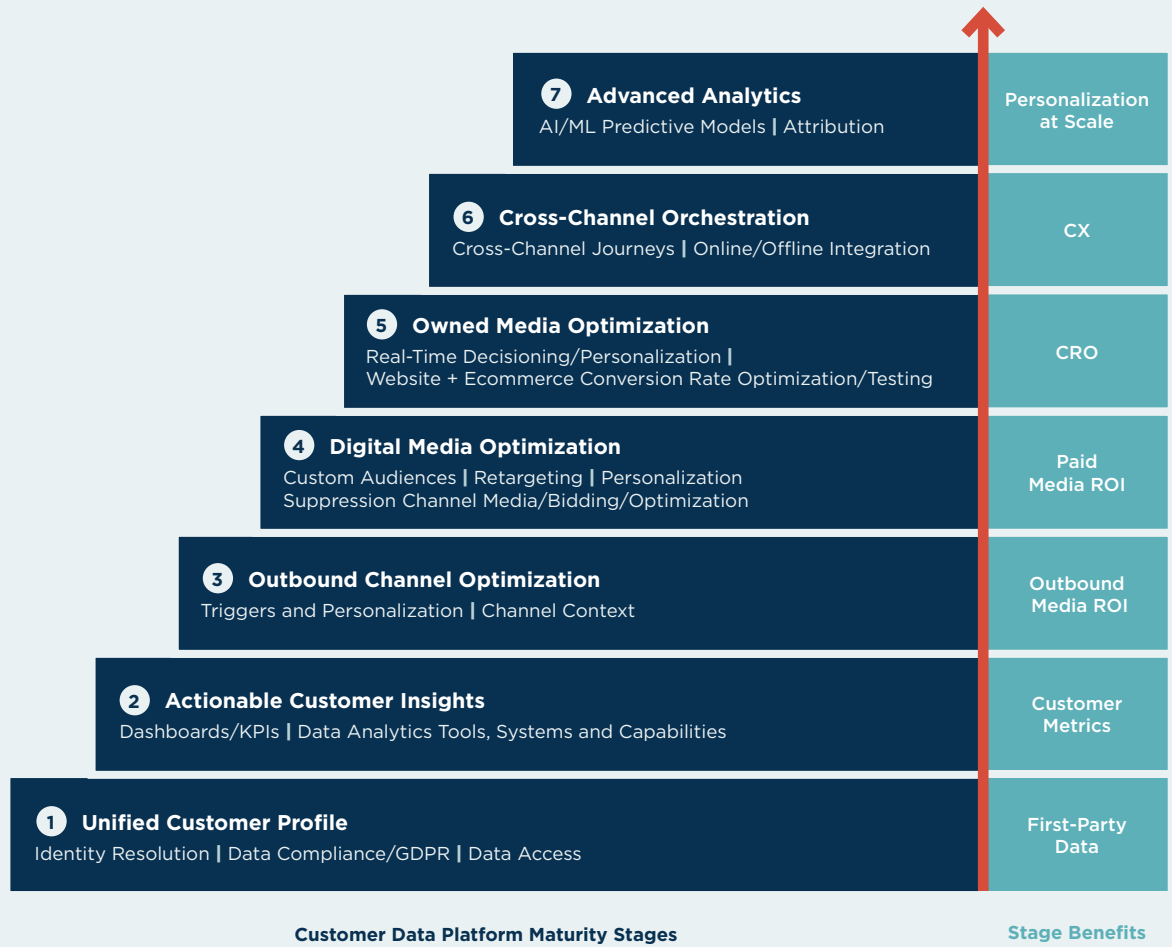 7 Advanced Analytics
AI/ML Predictive Models | Attribution
Personalization
at Scale
6 Cross-Channel Orchestration
Cross-Channel Journeys | Online/Offline Integration
CX
5 Owned Media Optimization
Real-Time Decisioning/Personalization |
Website + Ecommerce Conversion Rate Optimization/Testing
CRO
4 Digital Media Optimization
Custom Audiences | Retargeting | Personalization
Suppression Channel Media/Bidding/Optimization
Paid
Media ROI
3 Outbound Channel Optimization
Triggers and Personalization | Channel Context
Outbound
Media ROI
2 Actionable Customer Insights
Dashboards/KPIs | Data Analytics Tools, Systems and Capabilities
Customer
Metrics
1 Unified Customer Profile
Identity Resolution | Data Compliance/GDPR | Data Access
First-Party
Data
Customer Data Platform Maturity Stages
Stage Benefits